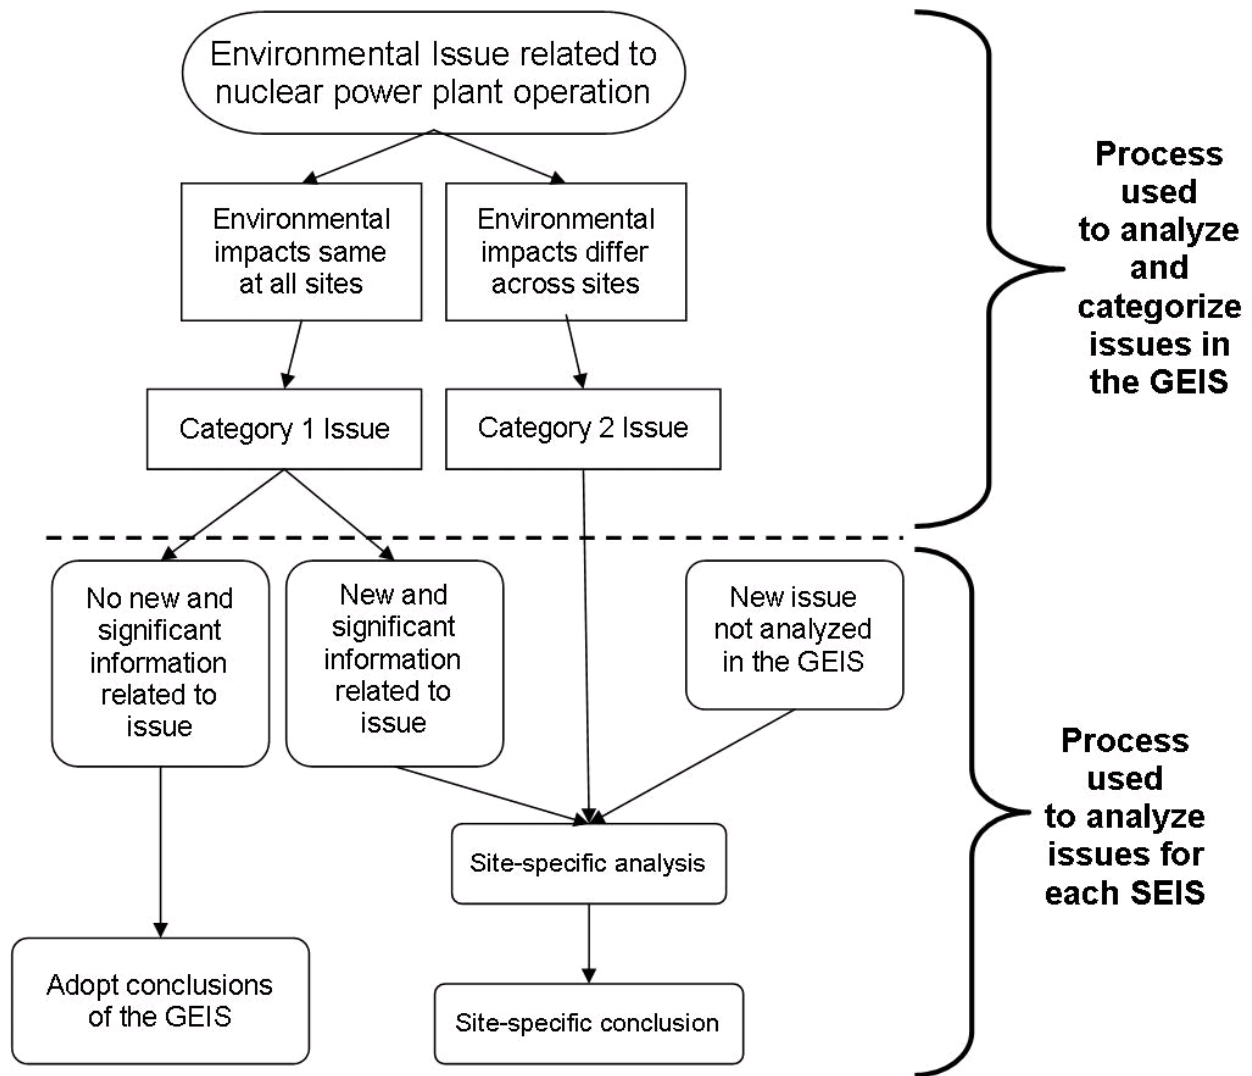 Environmental Issue related to
nuclear power plant operation
Environmental
impacts same
at all sites
Environmental
impacts differ
across sites
Category 1 Issue
Category 2 Issue
Process
used
to analyze
and
categorize
issues in
the GEIS
No new and
significant
information
related to
issue
New and
significant
information
related to
issue
New issue
not analyzed
in the GEIS
Site-specific analysis
Adopt conclusions
of the GEIS
Site-specific conclusion
Process
used
to analyze
issues for
each SEIS